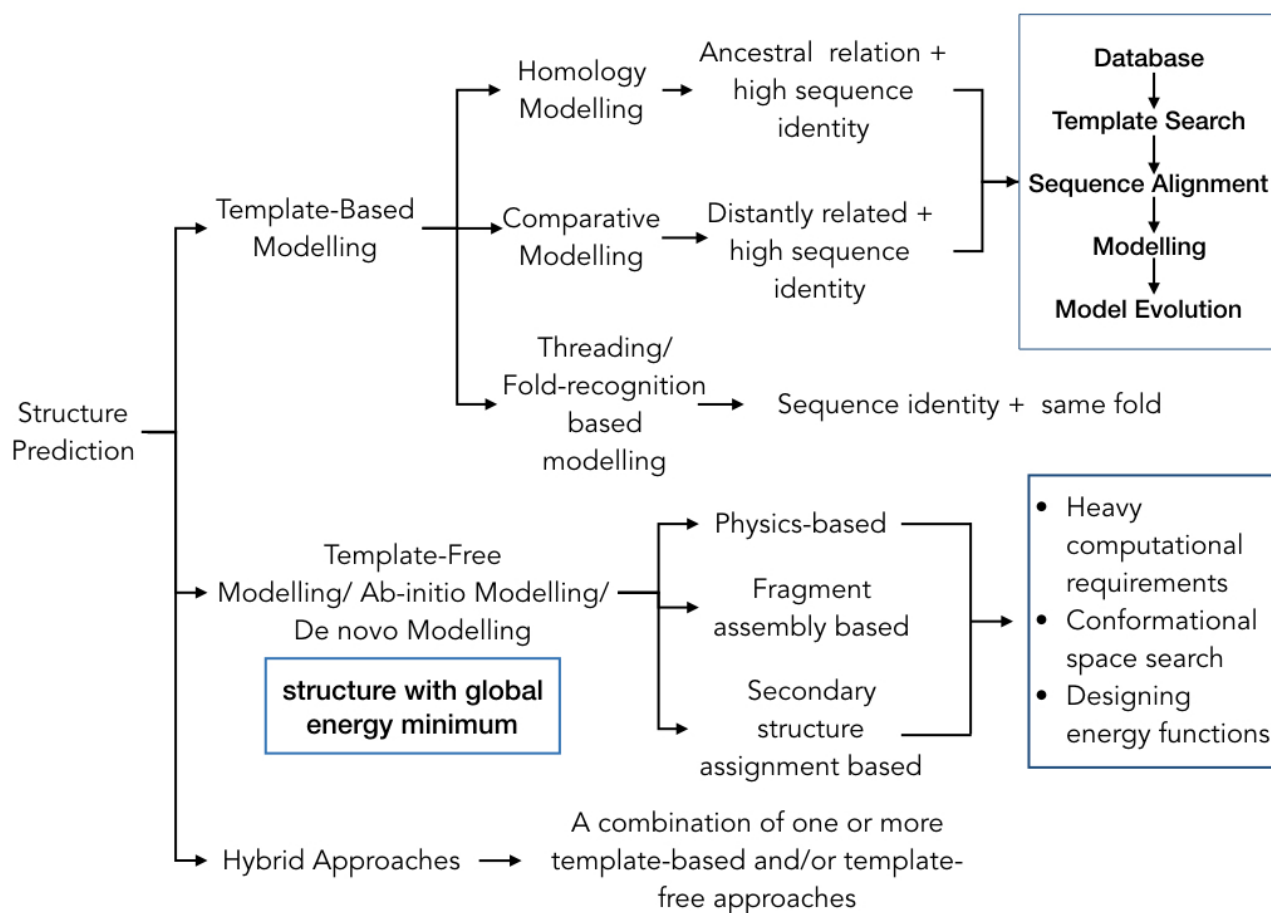 Structure
Prediction
Template-Based
Modelling
Homology
Modelling
Ancestral relation +
high sequence
identity
Comparative
Modelling
Distantly related +
high sequence
identity
Database
Template Search
Sequence Alignment
Modelling
Model Evolution
Threading/
Fold-recognition
based
modelling
Sequence identity + same fold
Template-Free
Modelling/ Ab-initio Modelling/
De novo Modelling
structure with global
energy minimum
Physics-based
Fragment
assembly based
Secondary
structure
assignment based
• Heavy
computational
requirements
• Conformational
space search
• Designing
energy functions
Hybrid Approaches
A combination of one or more
template-based and/or template-
free approaches